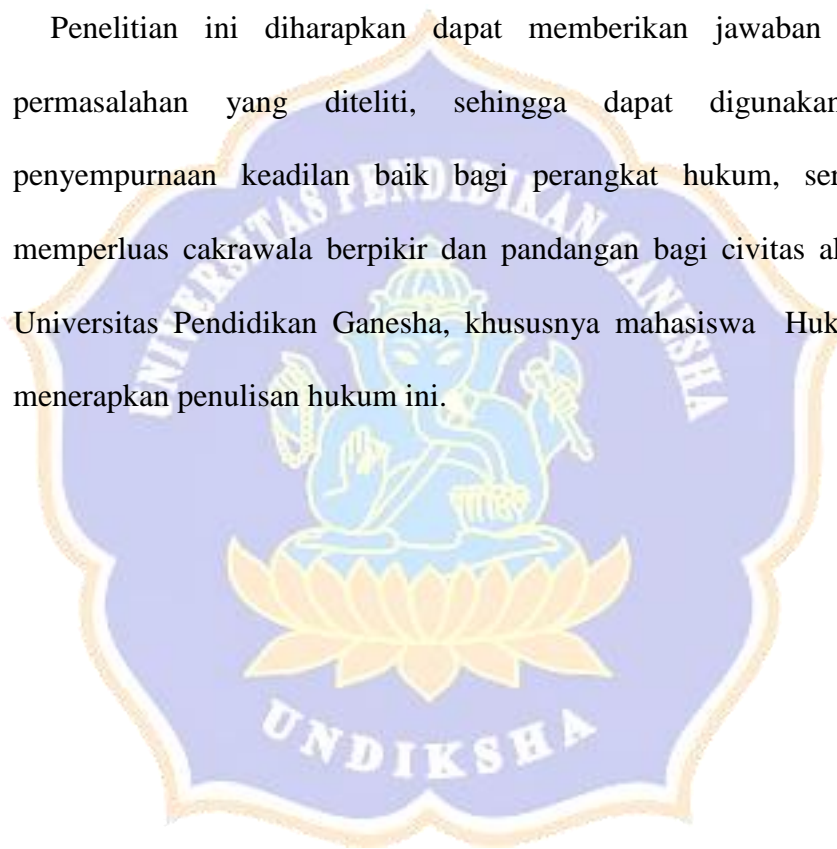 Penelitian ini diharapkan dapat memberikan jawaban
permasalahan yang diteliti, sehingga dapat digunakan
penyempurnaan keadilan baik bagi perangkat hukum, ser
memperluas cakrawala berpikir dan pandangan bagi civitas
Universitas Pendidikan Ganesha, khususnya mahasiswa Huk
menerapkan penulisan hukum ini.
UNIVERSITAS PENDIDIKAN GANESHA
UNDIKSHA